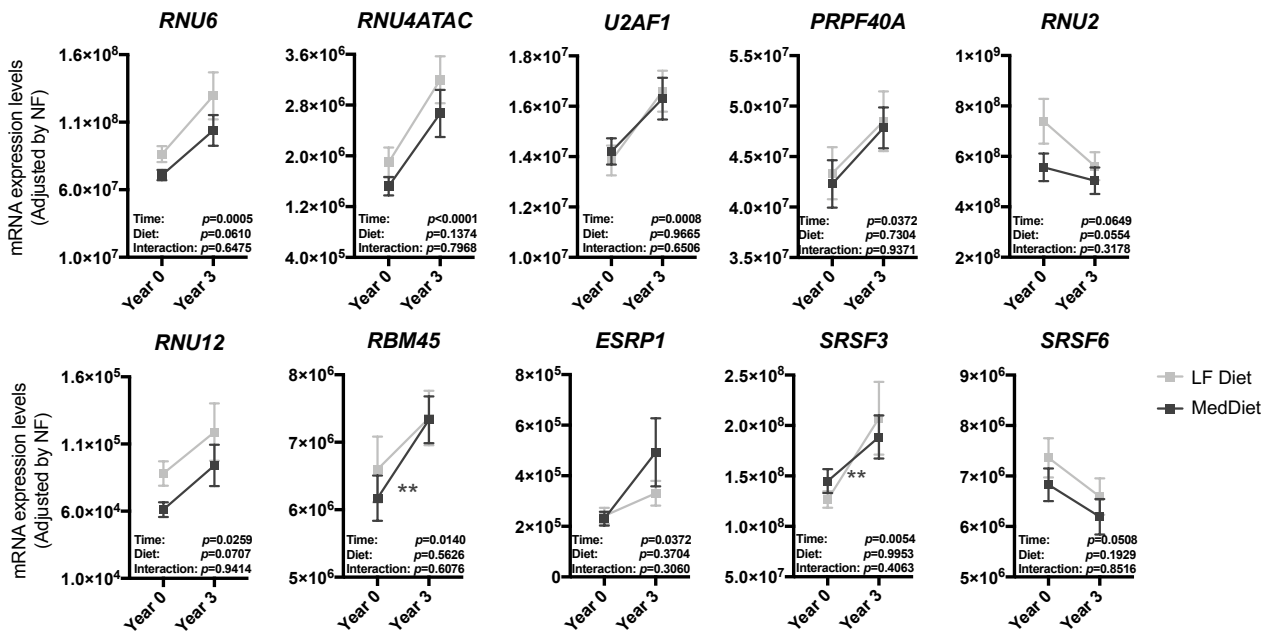 RNU6
mRNA expression levels
(Adjusted by NF)
1.6×10⁸
1.1×10⁸
6.0×10⁷
1.0×10⁷
Time: p=0.0005
Diet: p=0.0610
Interaction: p=0.6475
Year 0
Year 3
RNU4ATAC
3.6×10⁶
2.8×10⁶
2.0×10⁶
1.2×10⁶
4.0×10⁵
Time: p<0.0001
Diet: p=0.1374
Interaction: p=0.7968
Year 0
Year 3
U2AF1
1.8×10⁷
1.6×10⁷
1.4×10⁷
1.2×10⁷
1.0×10⁷
Time: p=0.0008
Diet: p=0.9665
Interaction: p=0.6506
Year 0
Year 3
PRPF40A
5.5×10⁷
5.0×10⁷
4.5×10⁷
4.0×10⁷
3.5×10⁷
Time: p=0.0372
Diet: p=0.7304
Interaction: p=0.9371
Year 0
Year 3
RNU2
1×10⁹
8×10⁸
6×10⁸
4×10⁸
2×10⁸
Time: p=0.0649
Diet: p=0.0554
Interaction: p=0.3178
Year 0
Year 3
RNU12
mRNA expression levels
(Adjusted by NF)
1.6×10⁵
1.1×10⁵
6.0×10⁴
1.0×10⁴
Time: p=0.0259
Diet: p=0.0707
Interaction: p=0.9414
Year 0
Year 3
RBM45
8×10⁶
7×10⁶
6×10⁶
5×10⁶
**
Time: p=0.0140
Diet: p=0.5626
Interaction: p=0.6076
Year 0
Year 3
ESRP1
8×10⁵
6×10⁵
4×10⁵
2×10⁵
0
Time: p=0.0372
Diet: p=0.3704
Interaction: p=0.3060
Year 0
Year 3
SRSF3
2.5×10⁸
2.0×10⁸
1.5×10⁸
1.0×10⁸
5.0×10⁷
**
Time: p=0.0054
Diet: p=0.9953
Interaction: p=0.4063
Year 0
Year 3
SRSF6
9×10⁶
8×10⁶
7×10⁶
6×10⁶
5×10⁶
Time: p=0.0508
Diet: p=0.1929
Interaction: p=0.8516
Year 0
Year 3
LF Diet
MedDiet